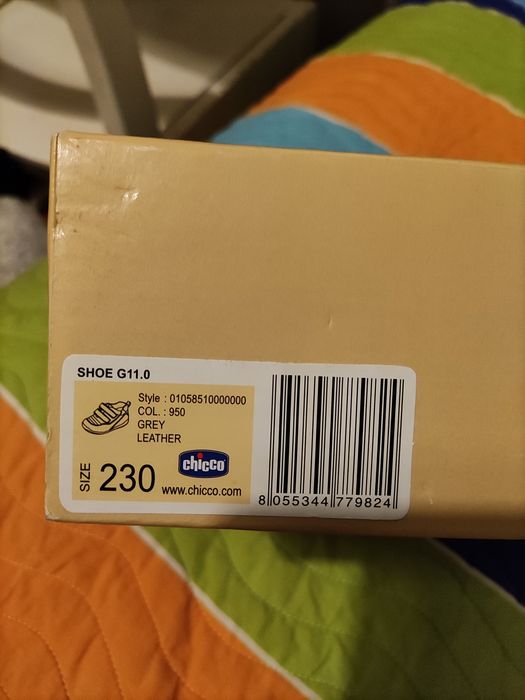 SHOE G11.0
Style : 01058510000000
COL. : 950
GREY
LEATHER
chicco
SIZE 230
www.chicco.com
8 055344 779824